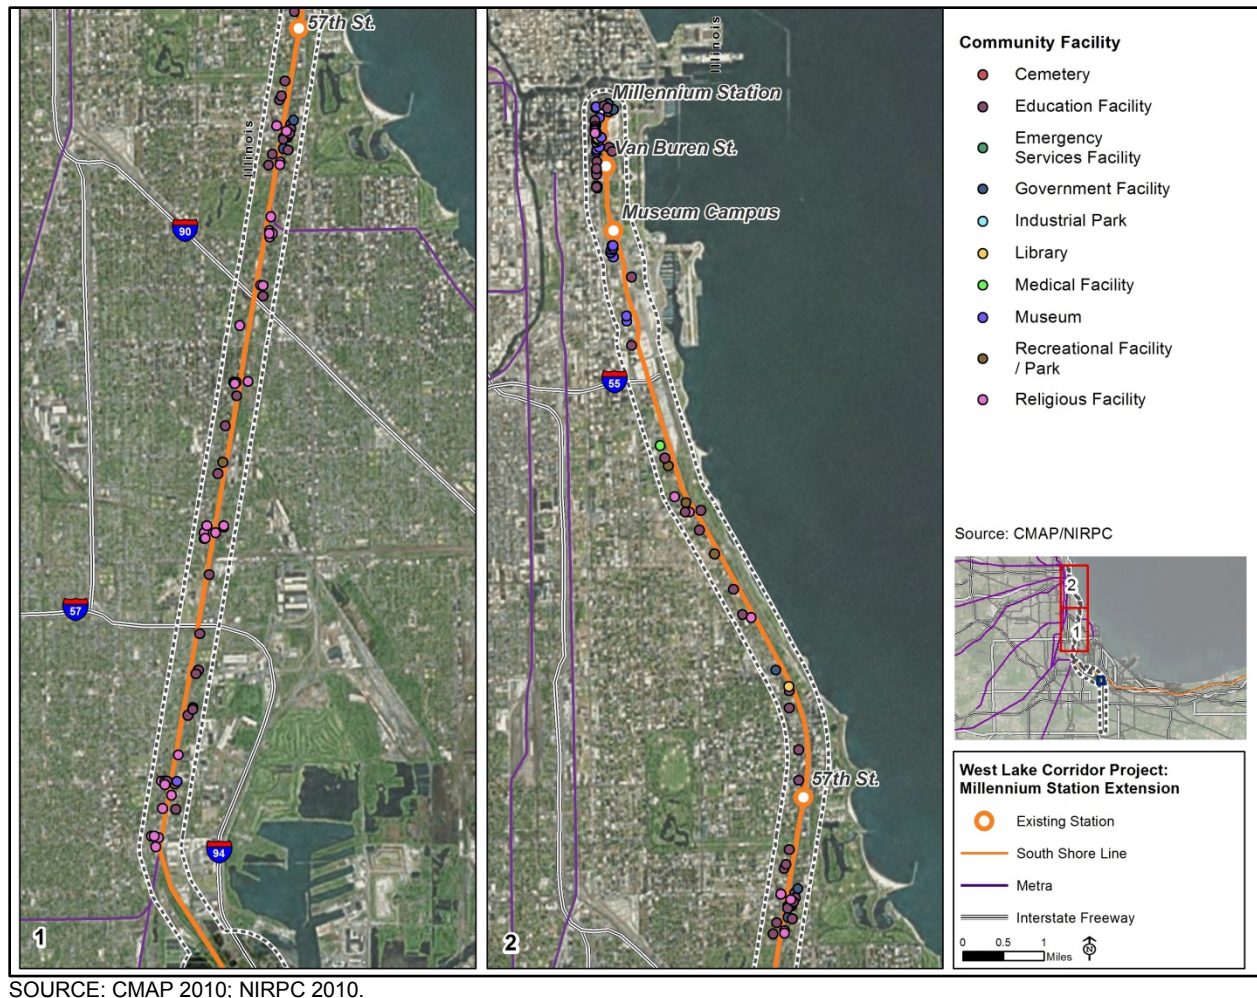 57th St.
Illinois
90
57
94
1
Illinois
Millennium Station
Van Buren St.
Museum Campus
55
57th St.
2
Community Facility
Cemetery
Education Facility
Emergency
Services Facility
Government Facility
Industrial Park
Library
Medical Facility
Museum
Recreational Facility
/ Park
Religious Facility
Source: CMAP/NIRPC
2
1
West Lake Corridor Project:
Millennium Station Extension
Existing Station
South Shore Line
Metra
Interstate Freeway
0 0.5 1
Miles
N
SOURCE: CMAP 2010; NIRPC 2010.